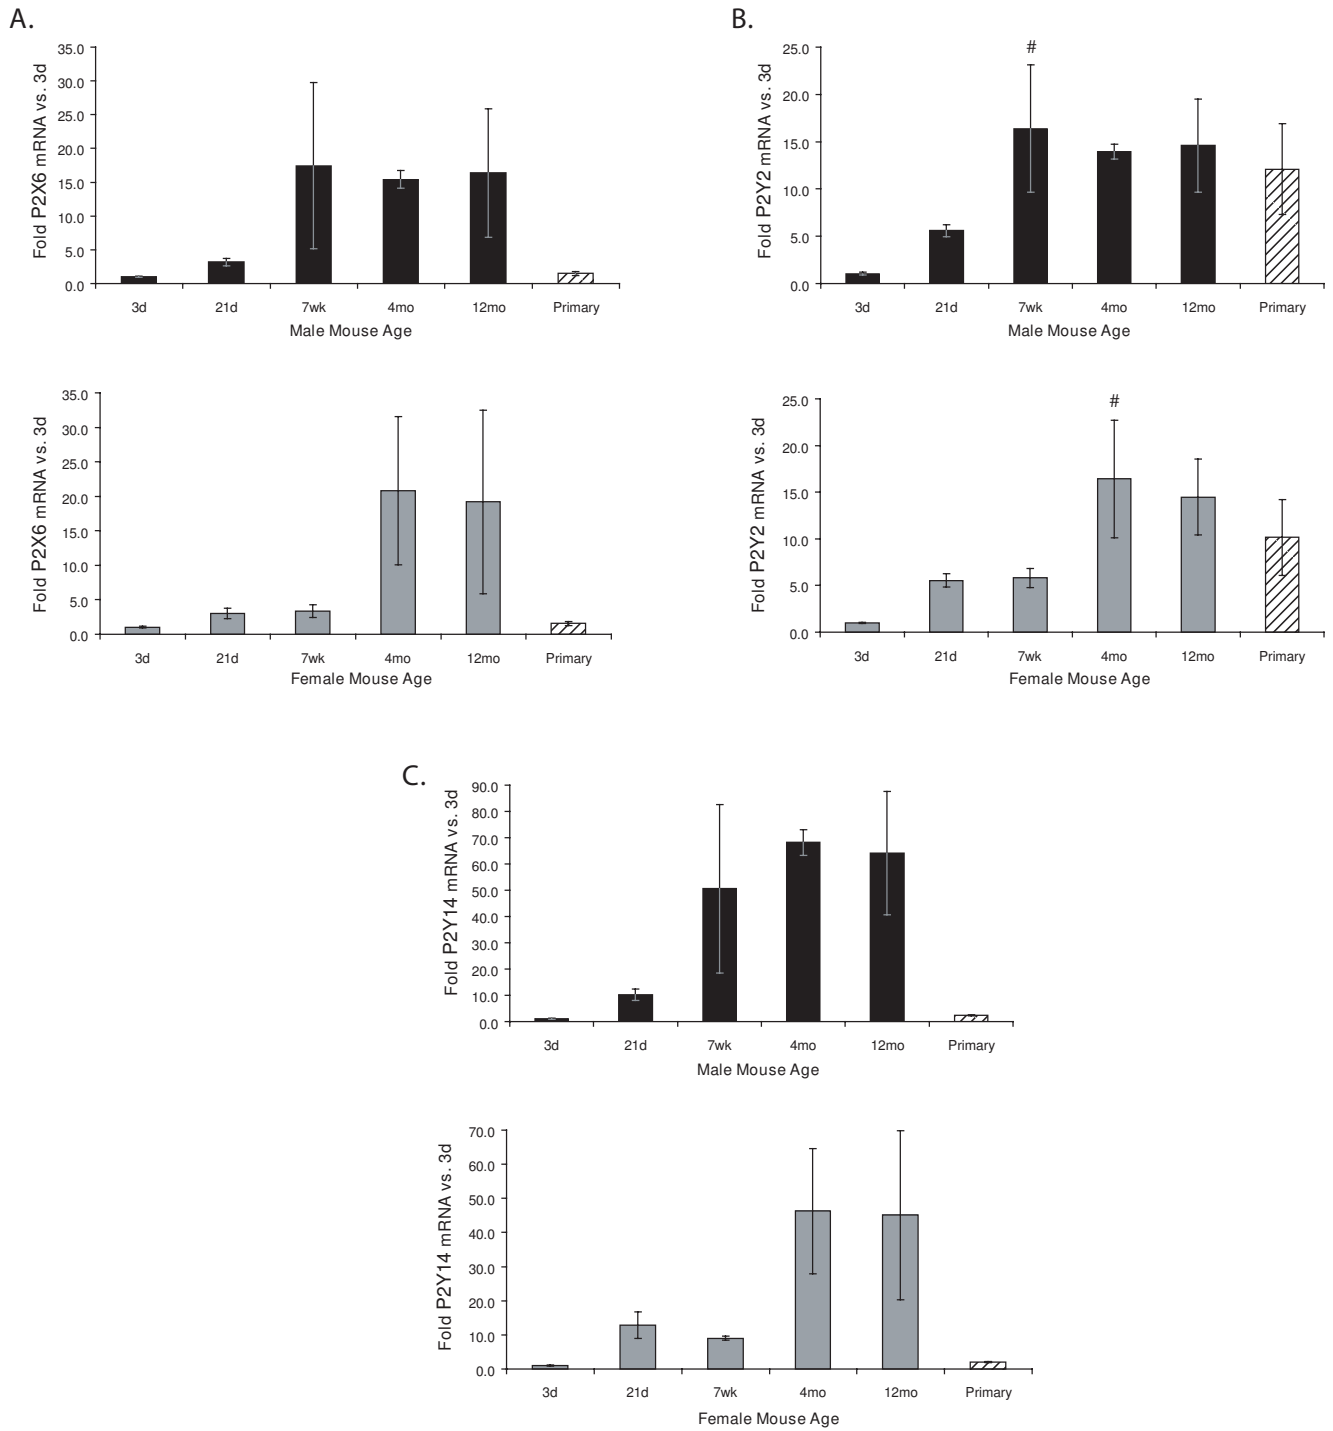 A.
Fold P2X6 mRNA vs. 3d
35.0
30.0
25.0
20.0
15.0
10.0
5.0
0.0
3d 21d 7wk 4mo 12mo Primary
Male Mouse Age
Fold P2X6 mRNA vs. 3d
35.0
30.0
25.0
20.0
15.0
10.0
5.0
0.0
3d 21d 7wk 4mo 12mo Primary
Female Mouse Age
B.
Fold P2Y2 mRNA vs. 3d
25.0
20.0
15.0
10.0
5.0
0.0
#
3d 21d 7wk 4mo 12mo Primary
Male Mouse Age
Fold P2Y2 mRNA vs. 3d
25.0
20.0
15.0
10.0
5.0
0.0
#
3d 21d 7wk 4mo 12mo Primary
Female Mouse Age
C.
Fold P2Y14 mRNA vs. 3d
90.0
80.0
70.0
60.0
50.0
40.0
30.0
20.0
10.0
0.0
3d 21d 7wk 4mo 12mo Primary
Male Mouse Age
Fold P2Y14 mRNA vs. 3d
70.0
60.0
50.0
40.0
30.0
20.0
10.0
0.0
3d 21d 7wk 4mo 12mo Primary
Female Mouse Age